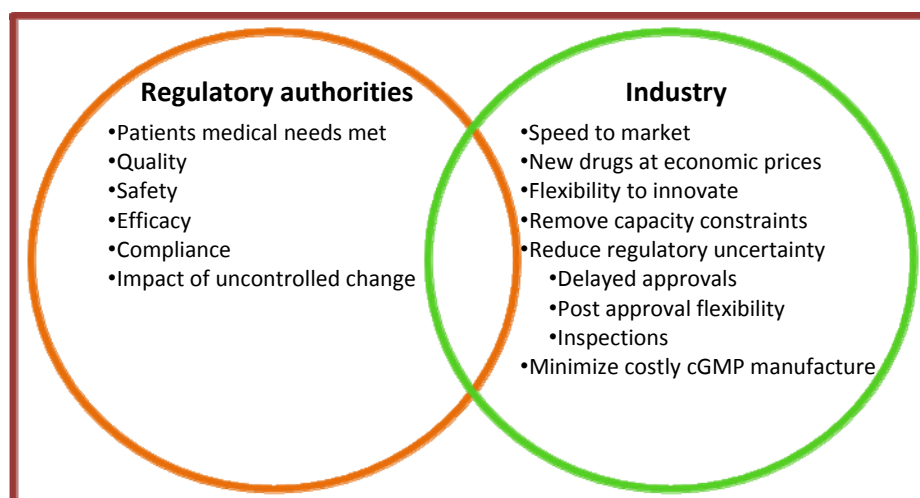 Regulatory authorities
•Patients medical needs met
•Quality
•Safety
•Efficacy
•Compliance
•Impact of uncontrolled change
Industry
•Speed to market
•New drugs at economic prices
•Flexibility to innovate
•Remove capacity constraints
•Reduce regulatory uncertainty
•Delayed approvals
•Post approval flexibility
•Inspections
•Minimize costly cGMP manufacture